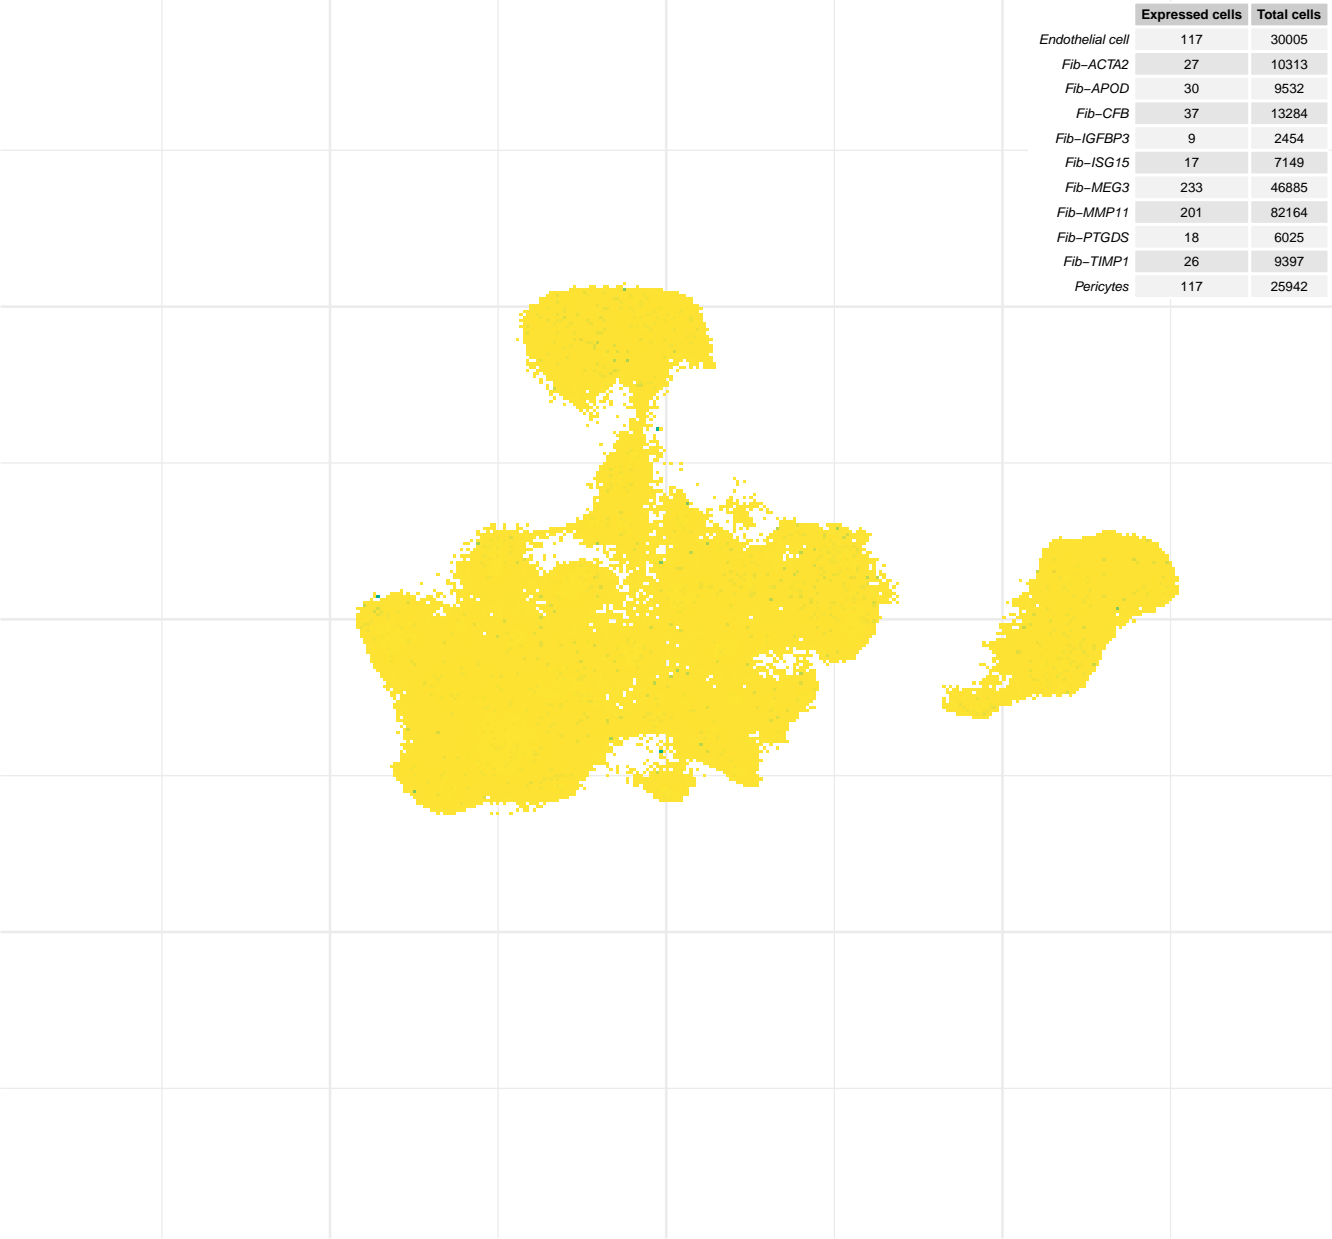 Expressed cells Total cells
Endothelial cell 117 30005
Fib−ACTA2 27 10313
Fib−APOD 30 9532
Fib−CFB 37 13284
Fib−IGFBP3 9 2454
Fib−ISG15 17 7149
Fib−MEG3 233 46885
Fib−MMP11 201 82164
Fib−PTGDS 18 6025
Fib−TIMP1 26 9397
Pericytes 117 25942